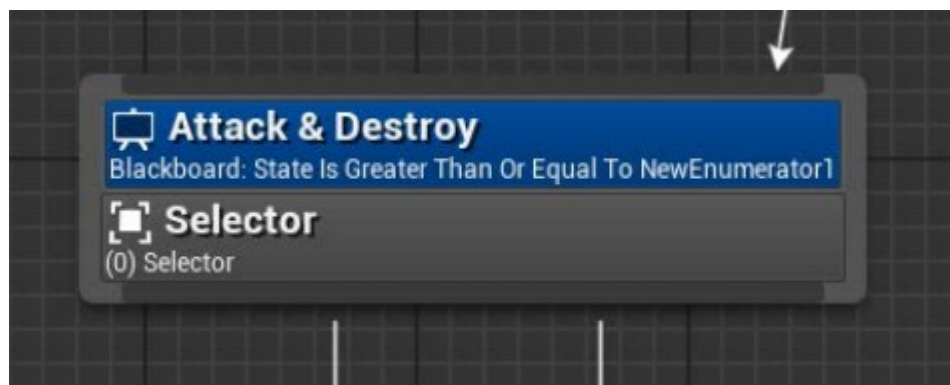 Attack & Destroy
Blackboard: State Is Greater Than Or Equal To NewEnumerator1
Selector
(0) Selector